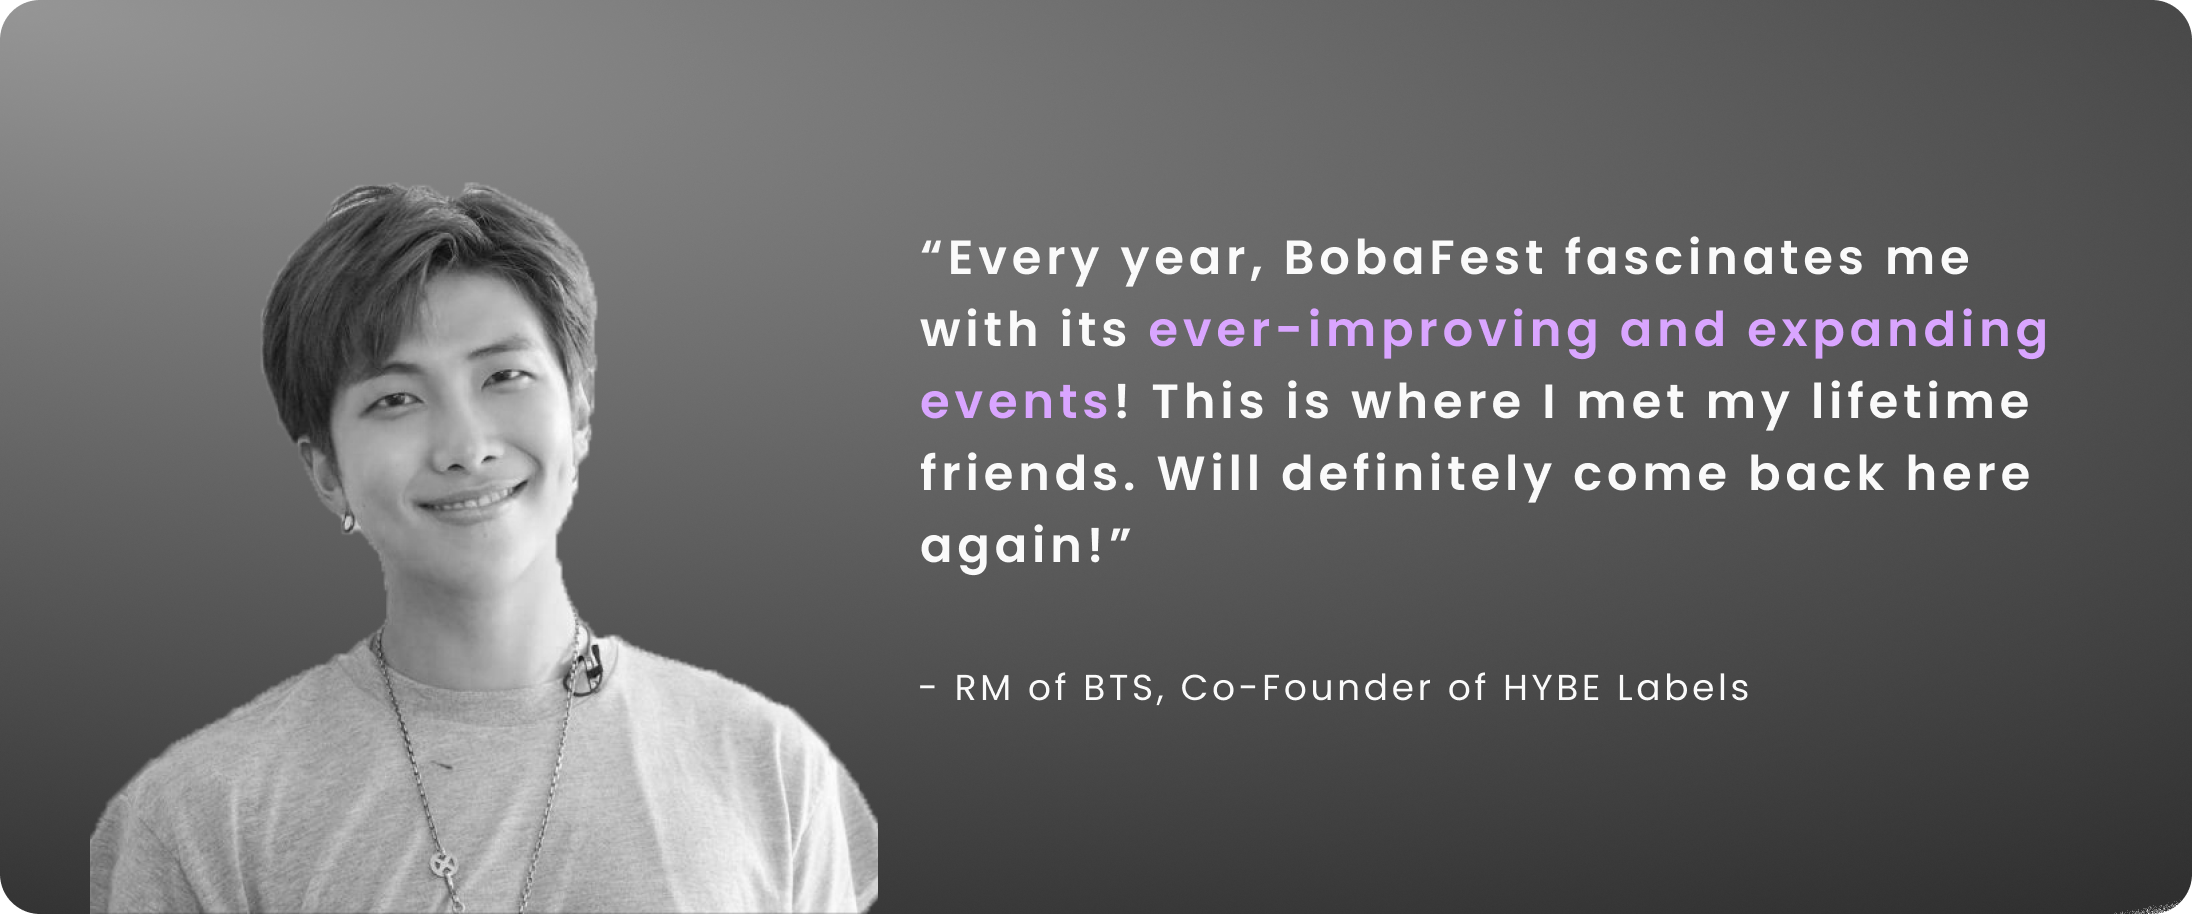 “Every year, BobaFest fascinates me
with its ever-improving and expanding
events! This is where I met my lifetime
friends. Will definitely come back here
again!”
- RM of BTS, Co-Founder of HYBE Labels